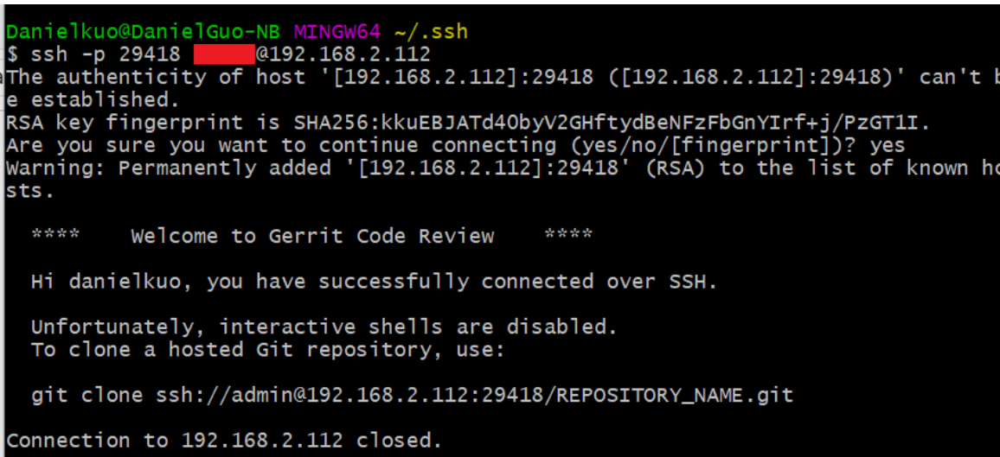 Danielkuo@DanielGuo-NB MINGW64 ~/.ssh
$ ssh -p 29418 @192.168.2.112
The authenticity of host '[192.168.2.112]:29418 ([192.168.2.112]:29418)' can't b
e established.
RSA key fingerprint is SHA256:kkuEBJATd4ObyV2GHftydBeNFzFbGnYIrf+j/PzGT1I.
Are you sure you want to continue connecting (yes/no/[fingerprint])? yes
Warning: Permanently added '[192.168.2.112]:29418' (RSA) to the list of known ho
sts.
**** Welcome to Gerrit Code Review ****
Hi danielkuo, you have successfully connected over SSH.
Unfortunately, interactive shells are disabled.
To clone a hosted Git repository, use:
git clone ssh://admin@192.168.2.112:29418/REPOSITORY_NAME.git
Connection to 192.168.2.112 closed.